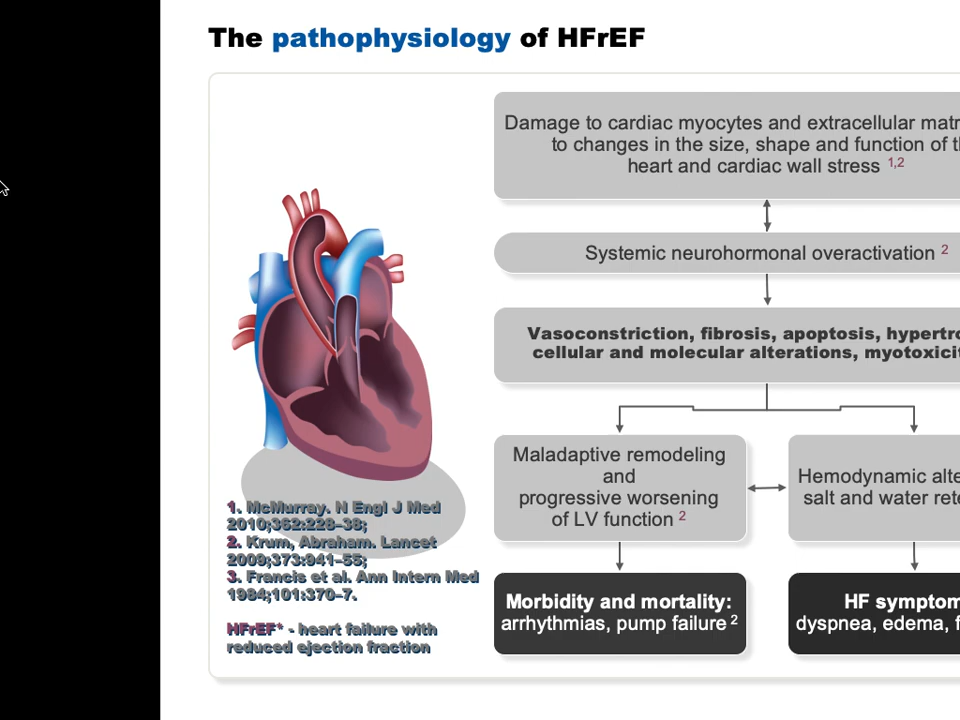 The pathophysiology of HFrEF
Damage to cardiac myocytes and extracellular matr
to changes in the size, shape and function of t
heart and cardiac wall stress 1,2
Systemic neurohormonal overactivation 2
Vasoconstriction, fibrosis, apoptosis, hypertro
cellular and molecular alterations, myotoxicit
Maladaptive remodeling
and
progressive worsening
of LV function 2
Hemodynamic alte
salt and water rete
Morbidity and mortality:
arrhythmias, pump failure 2
HF symptom
dyspnea, edema, f
1. McMurray. N Engl J Med
2010;362:228–38;
2. Krum, Abraham. Lancet
2009;373:941–55;
3. Francis et al. Ann Intern Med
1984;101:370–7.
HFrEF* - heart failure with
reduced ejection fraction